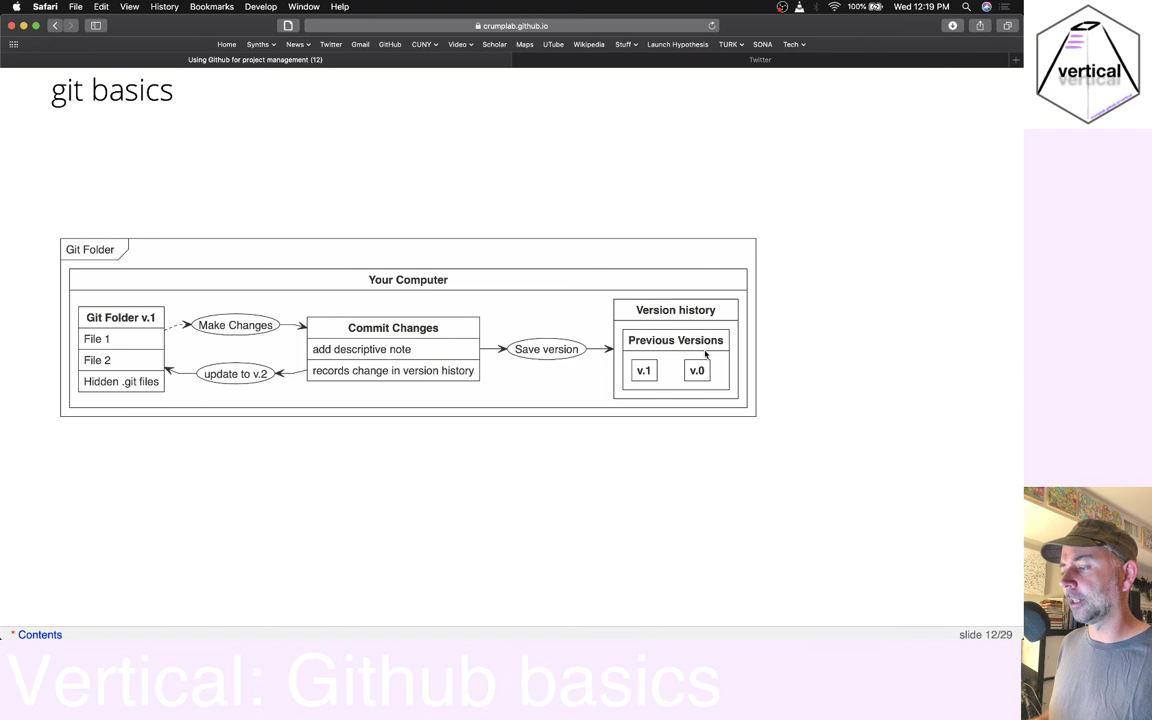 Safari File Edit View History Bookmarks Develop Window Help
100% Wed 12:19 PM
crumplab.github.io
Home Synths News Twitter Gmail GitHub CUNY Video Scholar Maps UTube Wikipedia Stuff Launch Hypothesis TURK SONA Tech
Using Github for project management (12) Twitter
vertical
git basics
Git Folder
Your Computer
Git Folder v.1
File 1
File 2
Hidden .git files
Make Changes
update to v.2
Commit Changes
add descriptive note
records change in version history
Save version
Version history
Previous Versions
v.1 v.0
* Contents
slide 12/29
Vertical: Github basics